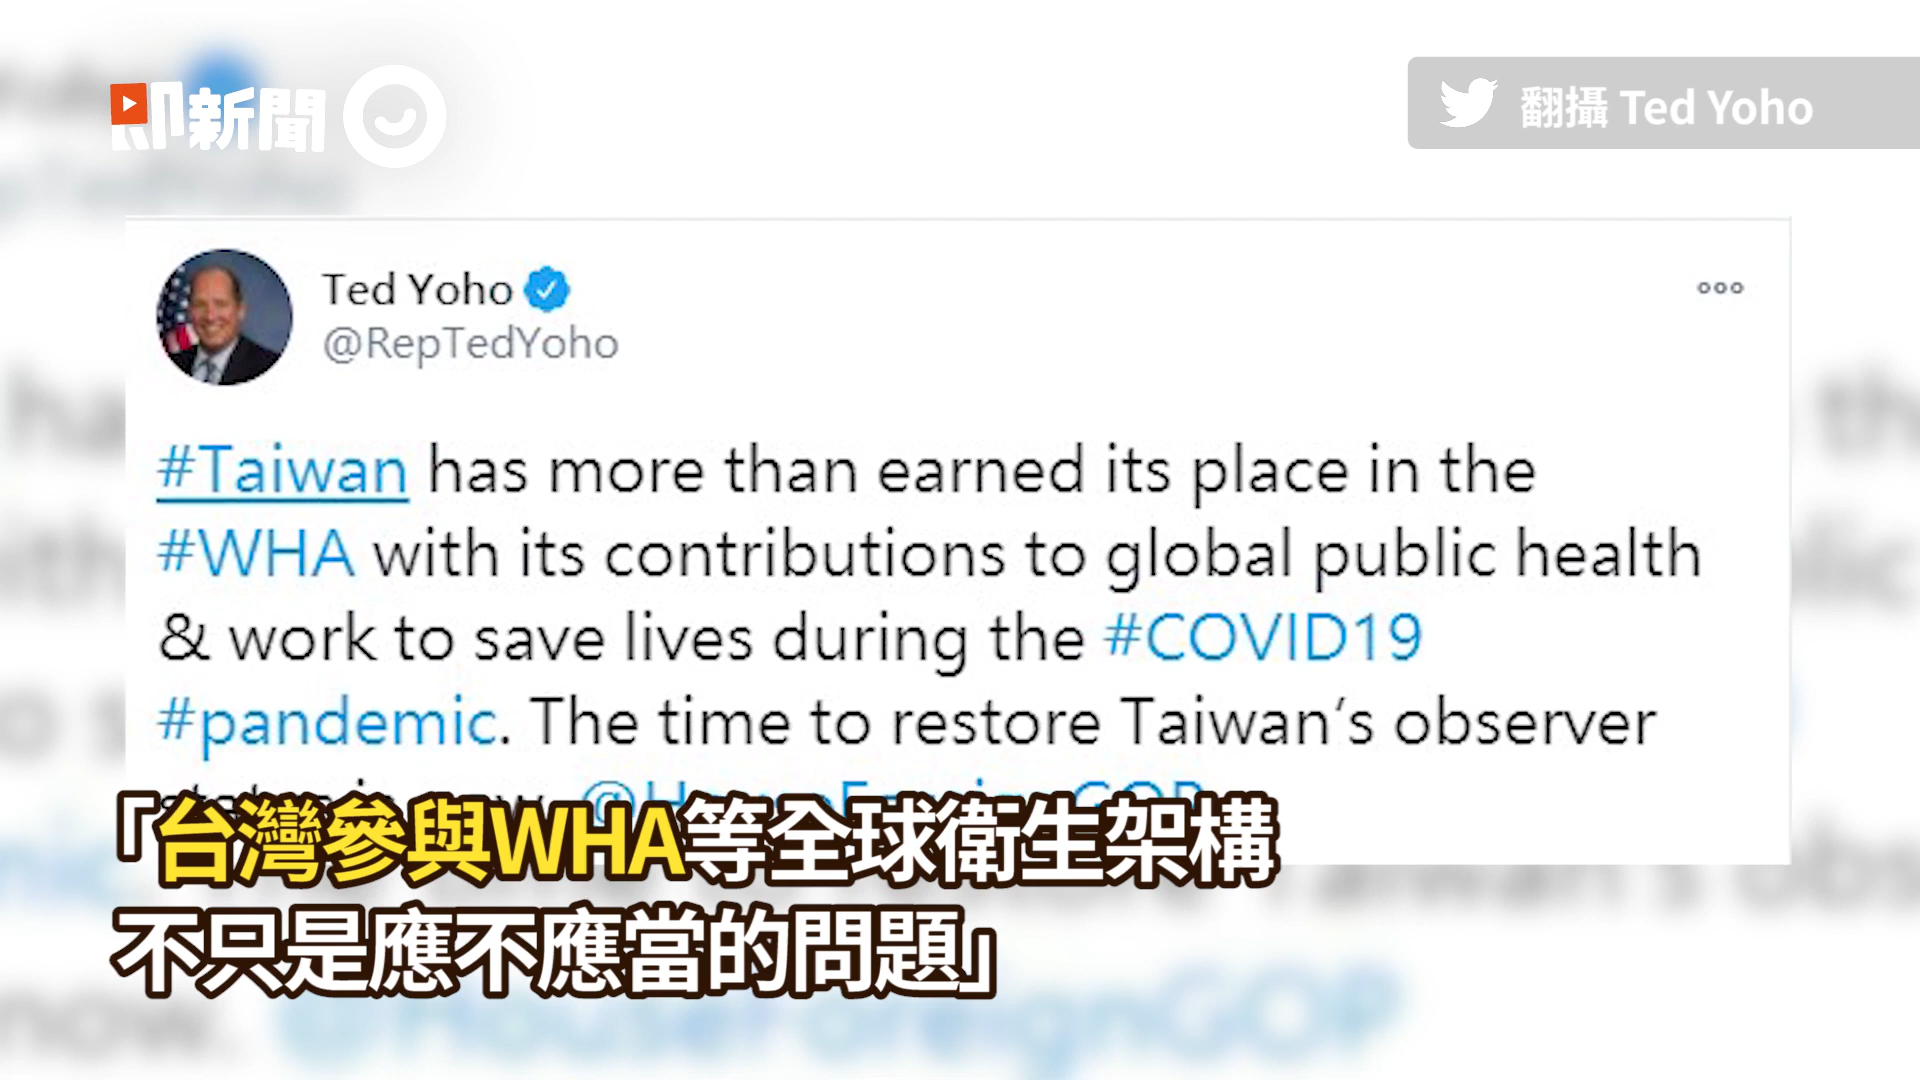 即新聞
翻攝 Ted Yoho
Ted Yoho
@RepTedYoho
#Taiwan has more than earned its place in the
#WHA with its contributions to global public health
& work to save lives during the #COVID19
#pandemic. The time to restore Taiwan's observer
@HouseForeignGOP
「台灣參與WHA等全球衛生架構
不只是應不應當的問題」